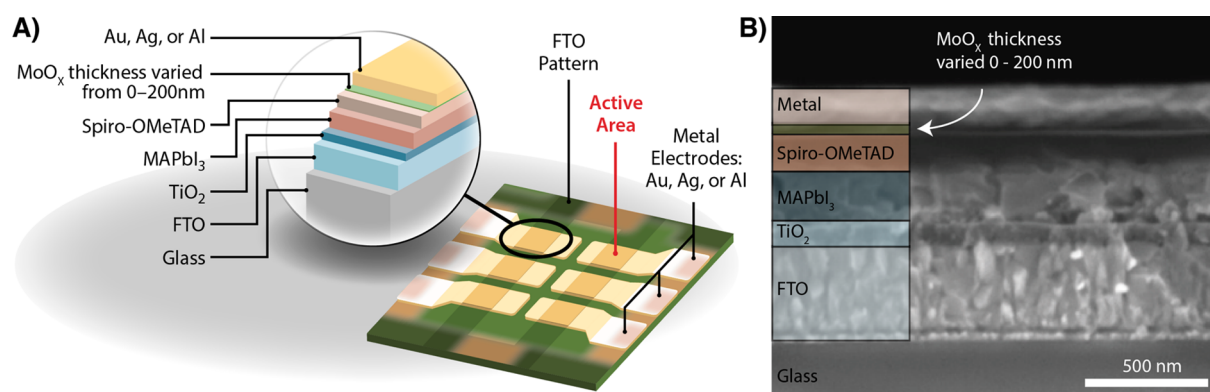 A)
Au, Ag, or Al
MoOₓ thickness varied
from 0–200nm
Spiro-OMeTAD
MAPbI₃
TiO₂
FTO
Glass
FTO
Pattern
Active
Area
Metal
Electrodes:
Au, Ag, or Al
B)
MoOₓ thickness
varied 0 - 200 nm
Metal
Spiro-OMeTAD
MAPbI₃
TiO₂
FTO
Glass
500 nm